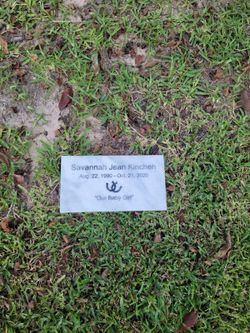 Savannah Jean Kinchen
Aug. 22, 1990 - Oct. 21, 2020
"Our Baby Girl"